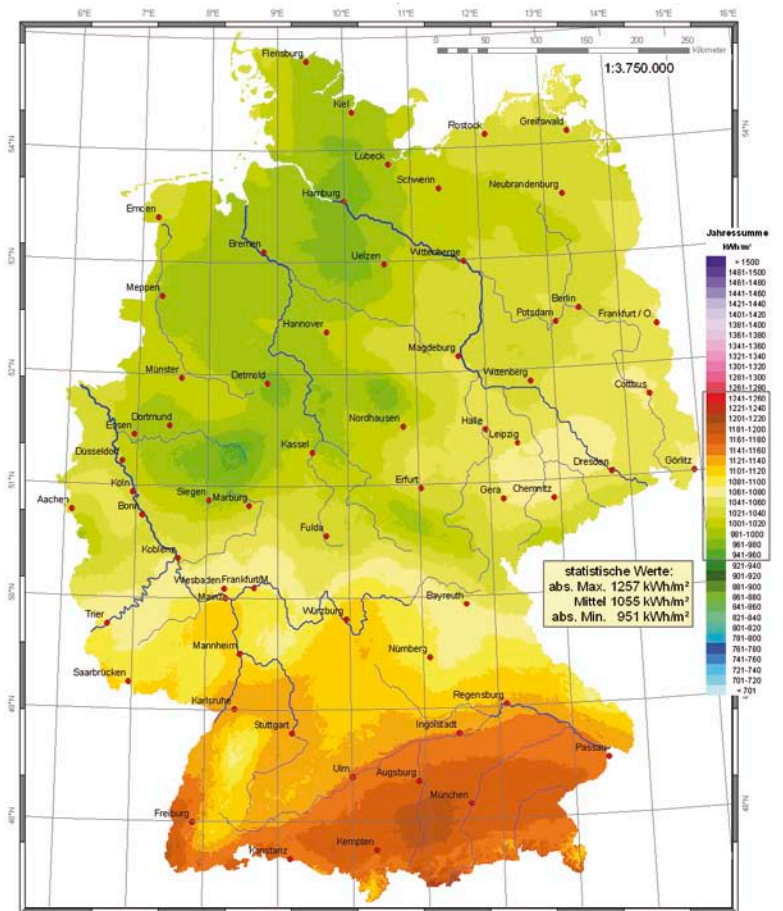 6°E 7°E 8°E 9°E 10°E 11°E 12°E 13°E 14°E 15°E 16°E
0 50 100 150 200 250
Kilometer
1:3.750.000
Flensburg
Kiel
Rostock
Greifswald
54°N
54°N
Lübeck
Schwerin
Neubrandenburg
Hamburg
Emden
Bremen
Uelzen
Wittenberge
53°N
53°N
Meppen
Berlin
Potsdam
Frankfurt / O.
Hannover
Magdeburg
52°N
52°N
Münster
Detmold
Wittenberg
Cottbus
Dortmund
Essen
Nordhausen
Halle
Leipzig
Düsseldorf
Kassel
Dresden
Görlitz
51°N
51°N
Köln
Aachen
Bonn
Siegen
Marburg
Erfurt
Gera
Chemnitz
Fulda
Koblenz
Wiesbaden
Frankfurt/M.
Mainz
50°N
50°N
Trier
Würzburg
Bayreuth
Mannheim
Nürnberg
Saarbrücken
Karlsruhe
Regensburg
Stuttgart
Ingolstadt
Passau
Ulm
Augsburg
München
Freiburg
Konstanz
Kempten
Jahressumme
kWh/m²
> 1500
1481-1500
1461-1480
1441-1460
1421-1440
1401-1420
1381-1400
1361-1380
1341-1360
1321-1340
1301-1320
1281-1300
1261-1280
1241-1260
1221-1240
1201-1220
1181-1200
1161-1180
1141-1160
1121-1140
1101-1120
1081-1100
1061-1080
1041-1060
1021-1040
1001-1020
981-1000
961-980
941-960
921-940
901-920
881-900
861-880
841-860
821-840
801-820
781-800
761-780
741-760
721-740
701-720
< 701
statistische Werte:
abs. Max. 1257 kWh/m²
Mittel 1055 kWh/m²
abs. Min. 951 kWh/m²